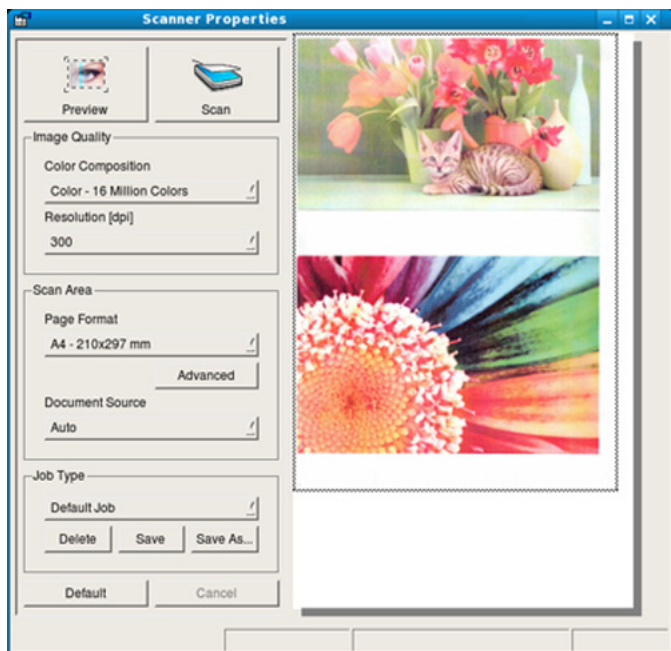 Scanner Properties
Preview Scan
Image Quality
Color Composition
Color - 16 Million Colors
Resolution [dpi]
300
Scan Area
Page Format
A4 - 210x297 mm
Advanced
Document Source
Auto
Job Type
Default Job
Delete Save Save As...
Default Cancel